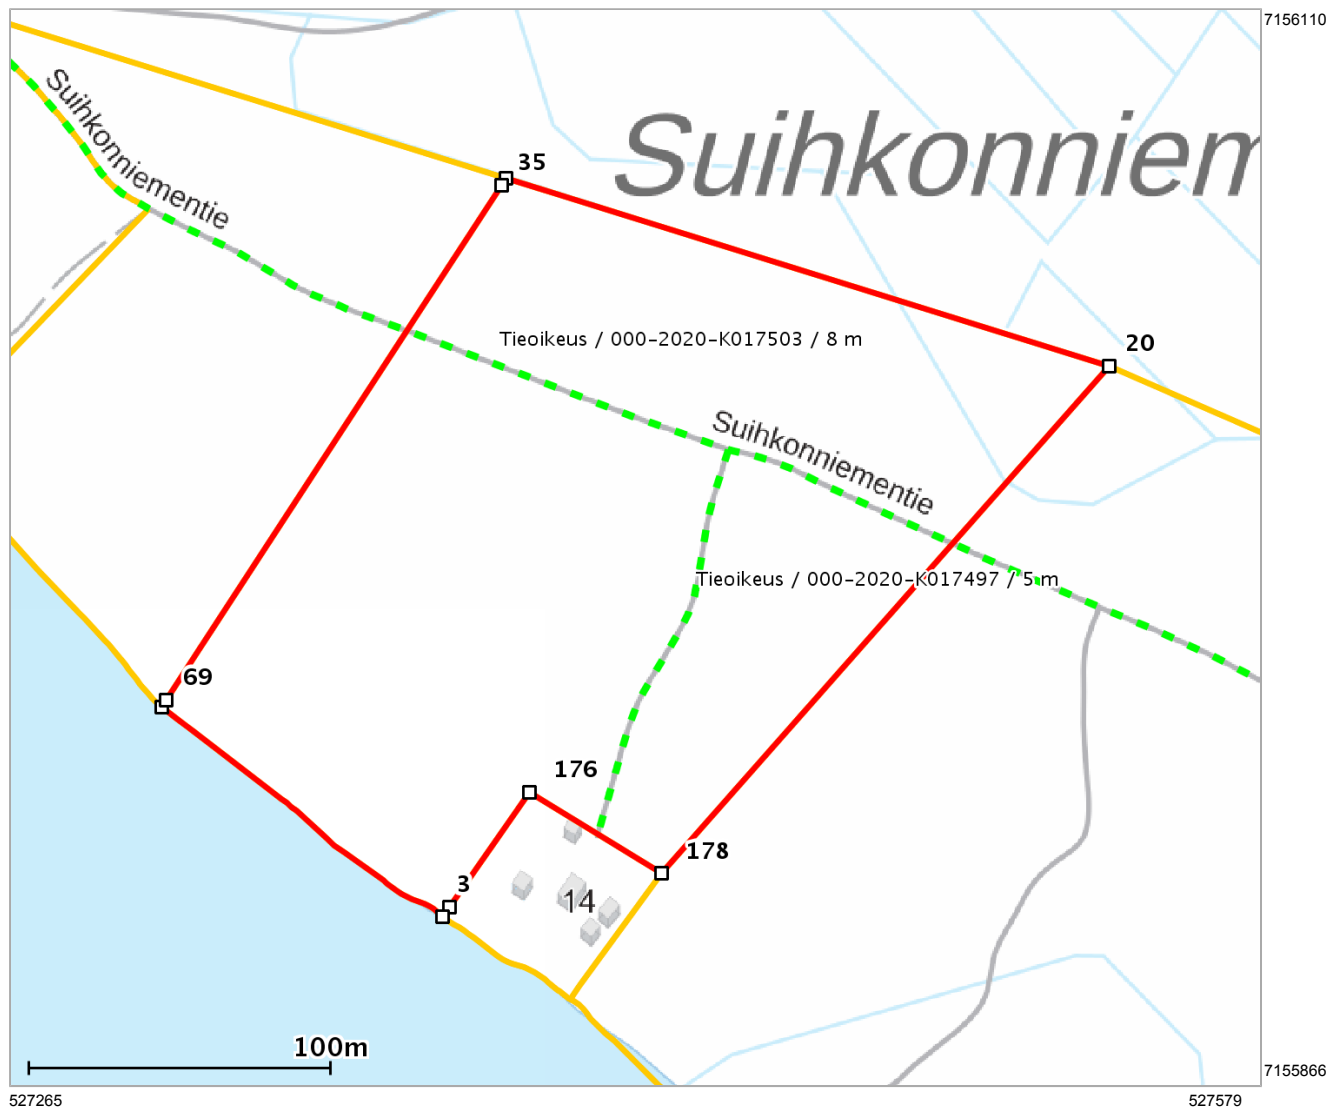 7156110
Suihkonniementie
35
Suihkonniem
20
Tieoikeus / 000-2020-K017503 / 8 m
Suihkonniementie
Tieoikeus / 000-2020-K017497 / 5 m
69
176
178
3
14
100m
7155866
527265
527579